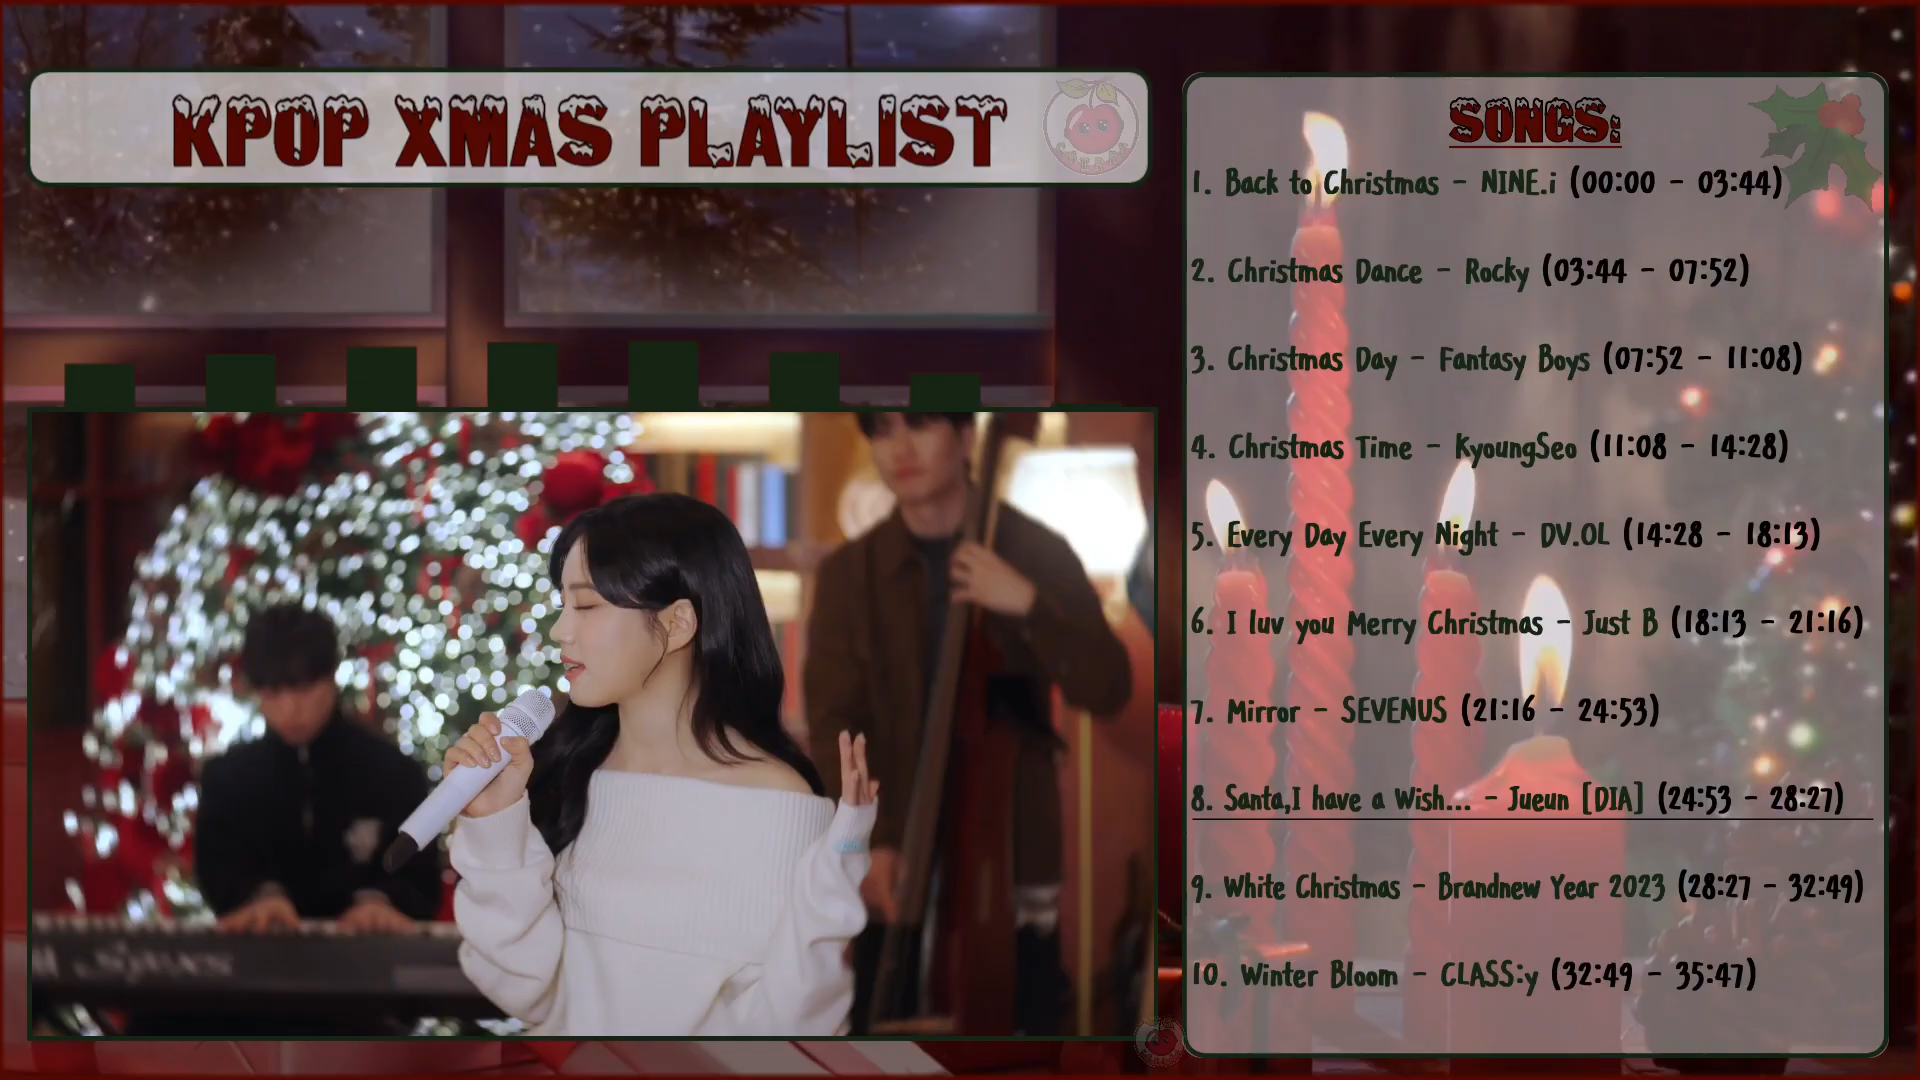 KPOP XMAS PLAYLIST
SONGS:
1. Back to Christmas - NINE.i (00:00 - 03:44)
2. Christmas Dance - Rocky (03:44 - 07:52)
3. Christmas Day - Fantasy Boys (07:52 - 11:08)
4. Christmas Time - KyoungSeo (11:08 - 14:28)
5. Every Day Every Night - DV.OL (14:28 - 18:13)
6. I luv you Merry Christmas - Just B (18:13 - 21:16)
7. Mirror - SEVENUS (21:16 - 24:53)
8. Santa,I have a Wish... - Jueun [DIA] (24:53 - 28:27)
9. White Christmas - Brandnew Year 2023 (28:27 - 32:49)
10. Winter Bloom - CLASS:y (32:49 - 35:47)